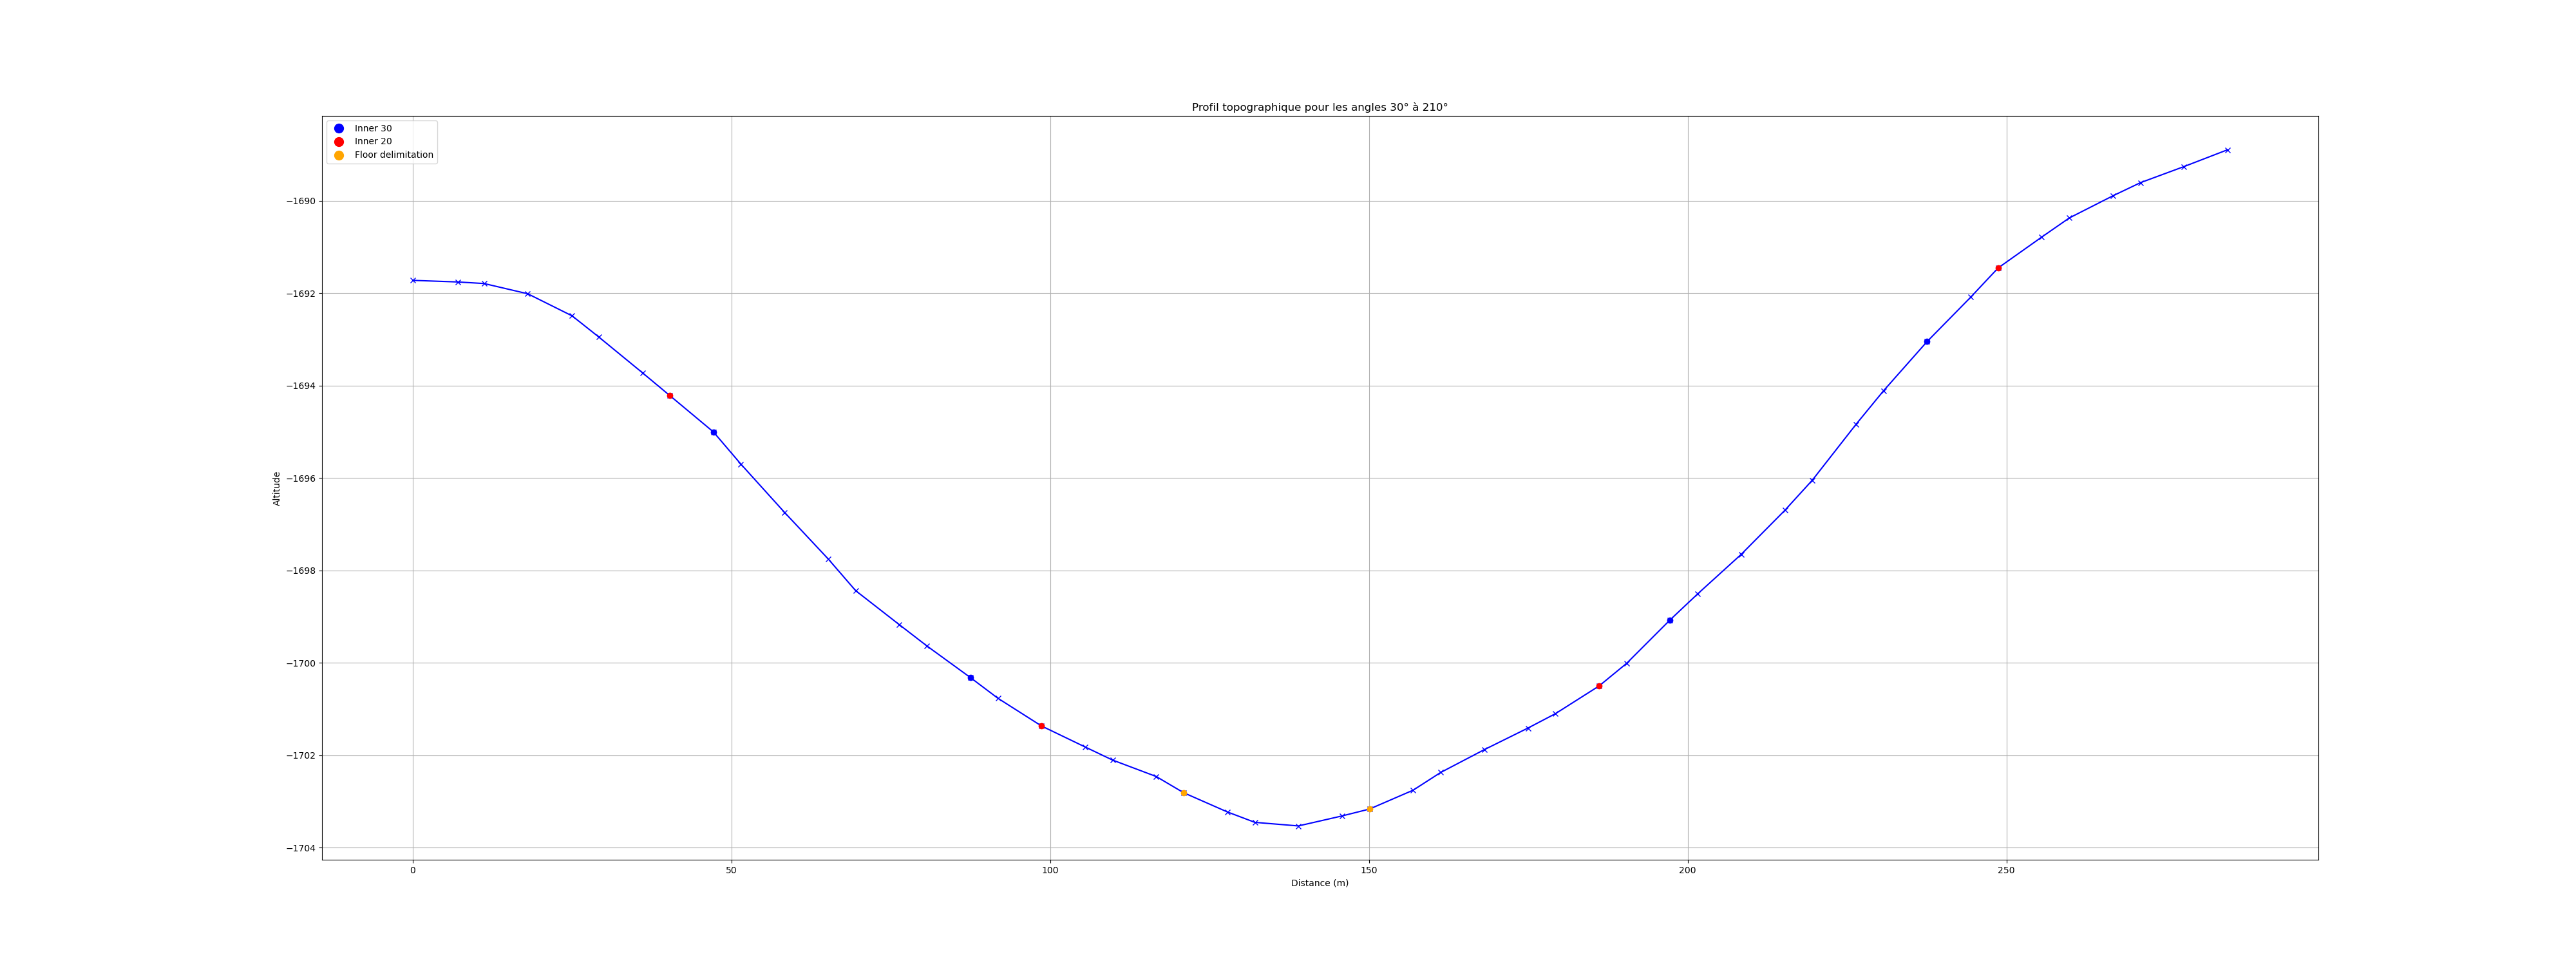 Profil topographique pour les angles 30° à 210°
Inner 30
Inner 20
Floor delimitation
−1690
−1692
−1694
−1696
−1698
−1700
−1702
−1704
Altitude
0 50 100 150 200 250
Distance (m)